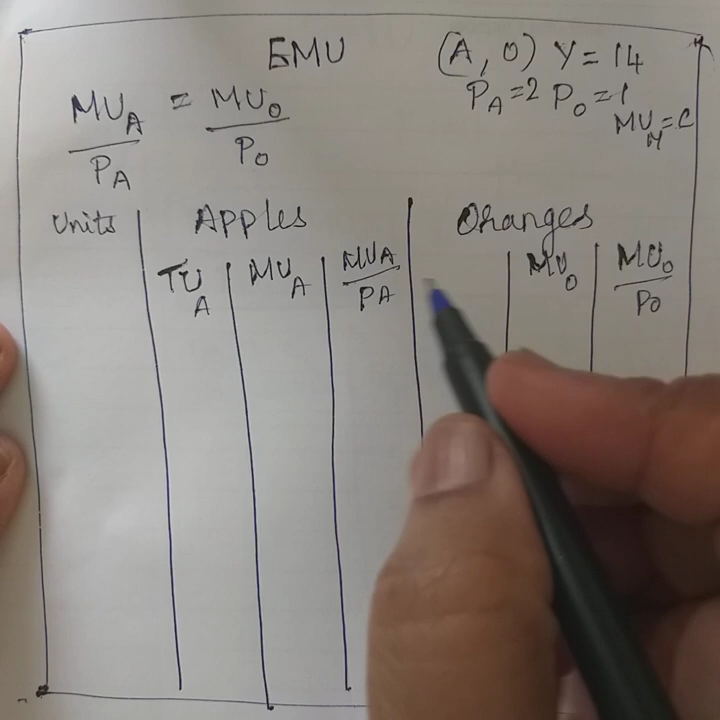 EMU
(A, O) Y = 14
PA = 2 PO = 1
MUM = C
MUA/PA = MUO/PO
Units Apples Oranges
TUA MUA MUA/PA MUO MUO/PO